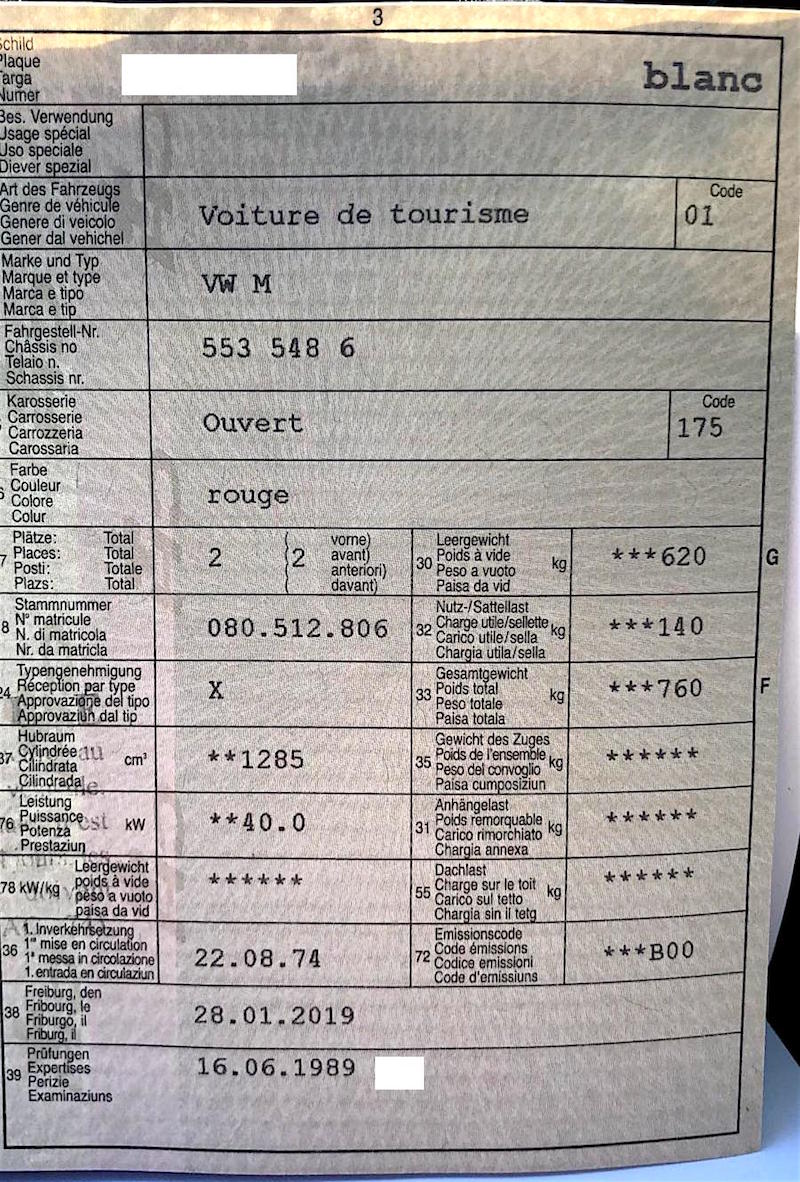 3
Schild
Plaque
Targa
Numer
blanc
Bes. Verwendung
Usage spécial
Uso speciale
Diever spezial
Art des Fahrzeugs
Genre de véhicule
Genere di veicolo
Gener dal vehichel
Voiture de tourisme
Code
01
Marke und Typ
Marque et type
Marca e tipo
Marca e tip
VW M
Fahrgestell-Nr.
Châssis no
Telaio n.
Schassis nr.
553 548 6
Karosserie
Carrosserie
Carrozzeria
Carossaria
Ouvert
Code
175
Farbe
Couleur
Colore
Colur
rouge
7
Plätze: Total
Places: Total
Posti: Totale
Plazs: Total
2 (2 vorne)
avant)
anteriori)
davant)
30
Leergewicht
Poids à vide
Peso a vuoto
Paisa da vid
kg
***620
G
8
Stammnummer
N° matricule
N. di matricola
Nr. da matricla
080.512.806
32
Nutz-/Sattellast
Charge utile/sellette
Carico utile/sella
Chargia utila/sella
kg
***140
24
Typengenehmigung
Réception par type
Approvazione del tipo
Approvaziun dal tip
X
33
Gesamtgewicht
Poids total
Peso totale
Paisa totala
kg
***760
F
37
Hubraum
Cylindrée
Cilindrata
Cilindrada
cm³
**1285
35
Gewicht des Zuges
Poids de l'ensemble
Peso del convoglio
Paisa cumposiziun
kg
******
76
Leistung
Puissance
Potenza
Prestaziun
kW
**40.0
31
Anhängelast
Poids remorquable
Carico rimorchiato
Chargia annexa
kg
******
78 kW/kg
Leergewicht
poids à vide
peso a vuoto
paisa da vid
******
55
Dachlast
Charge sur le toit
Carico sul tetto
Chargia sin il tetg
kg
******
36
1. Inverkehrsetzung
1re mise en circulation
1a messa in circolazione
1. entrada en circulaziun
22.08.74
72
Emissionscode
Code émissions
Codice emissioni
Code d'emissiuns
***B00
38
Freiburg, den
Fribourg, le
Friburgo, il
Friburg, il
28.01.2019
39
Prüfungen
Expertises
Perizie
Examinaziuns
16.06.1989